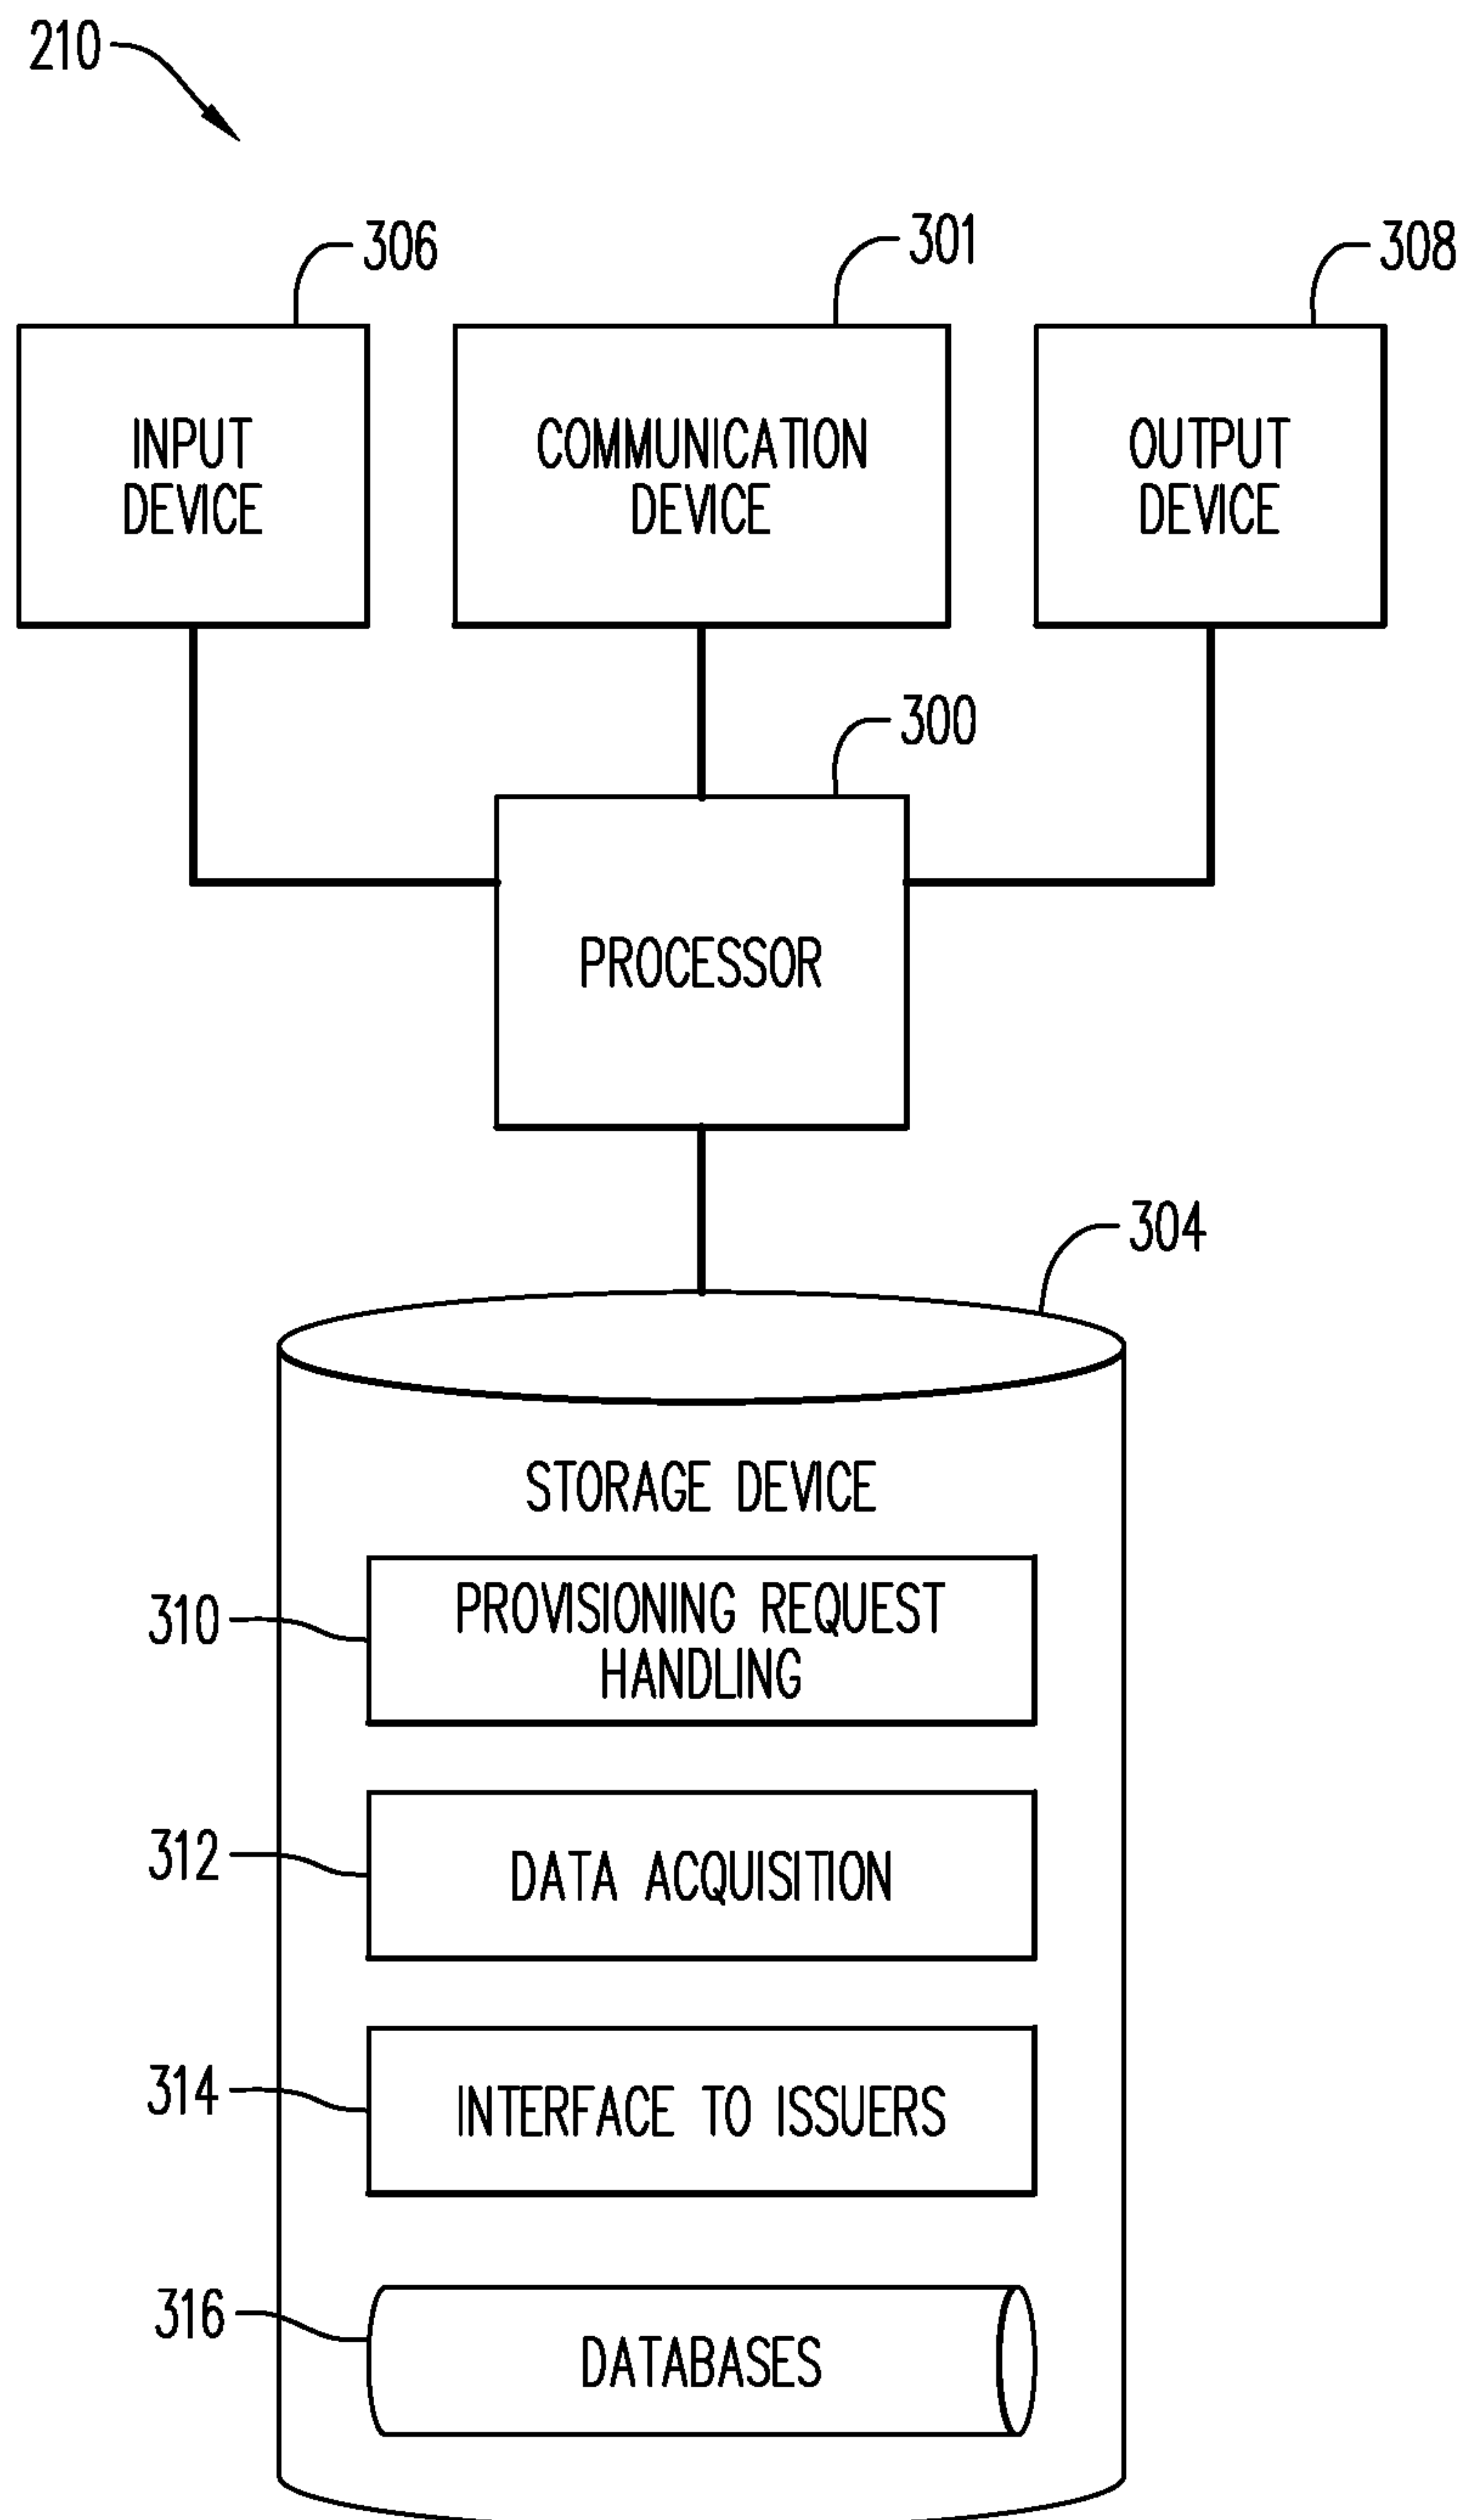 210
306
301
308
INPUT
DEVICE
COMMUNICATION
DEVICE
OUTPUT
DEVICE
300
PROCESSOR
304
STORAGE DEVICE
310
PROVISIONING REQUEST
HANDLING
312
DATA ACQUISITION
314
INTERFACE TO ISSUERS
316
DATABASES